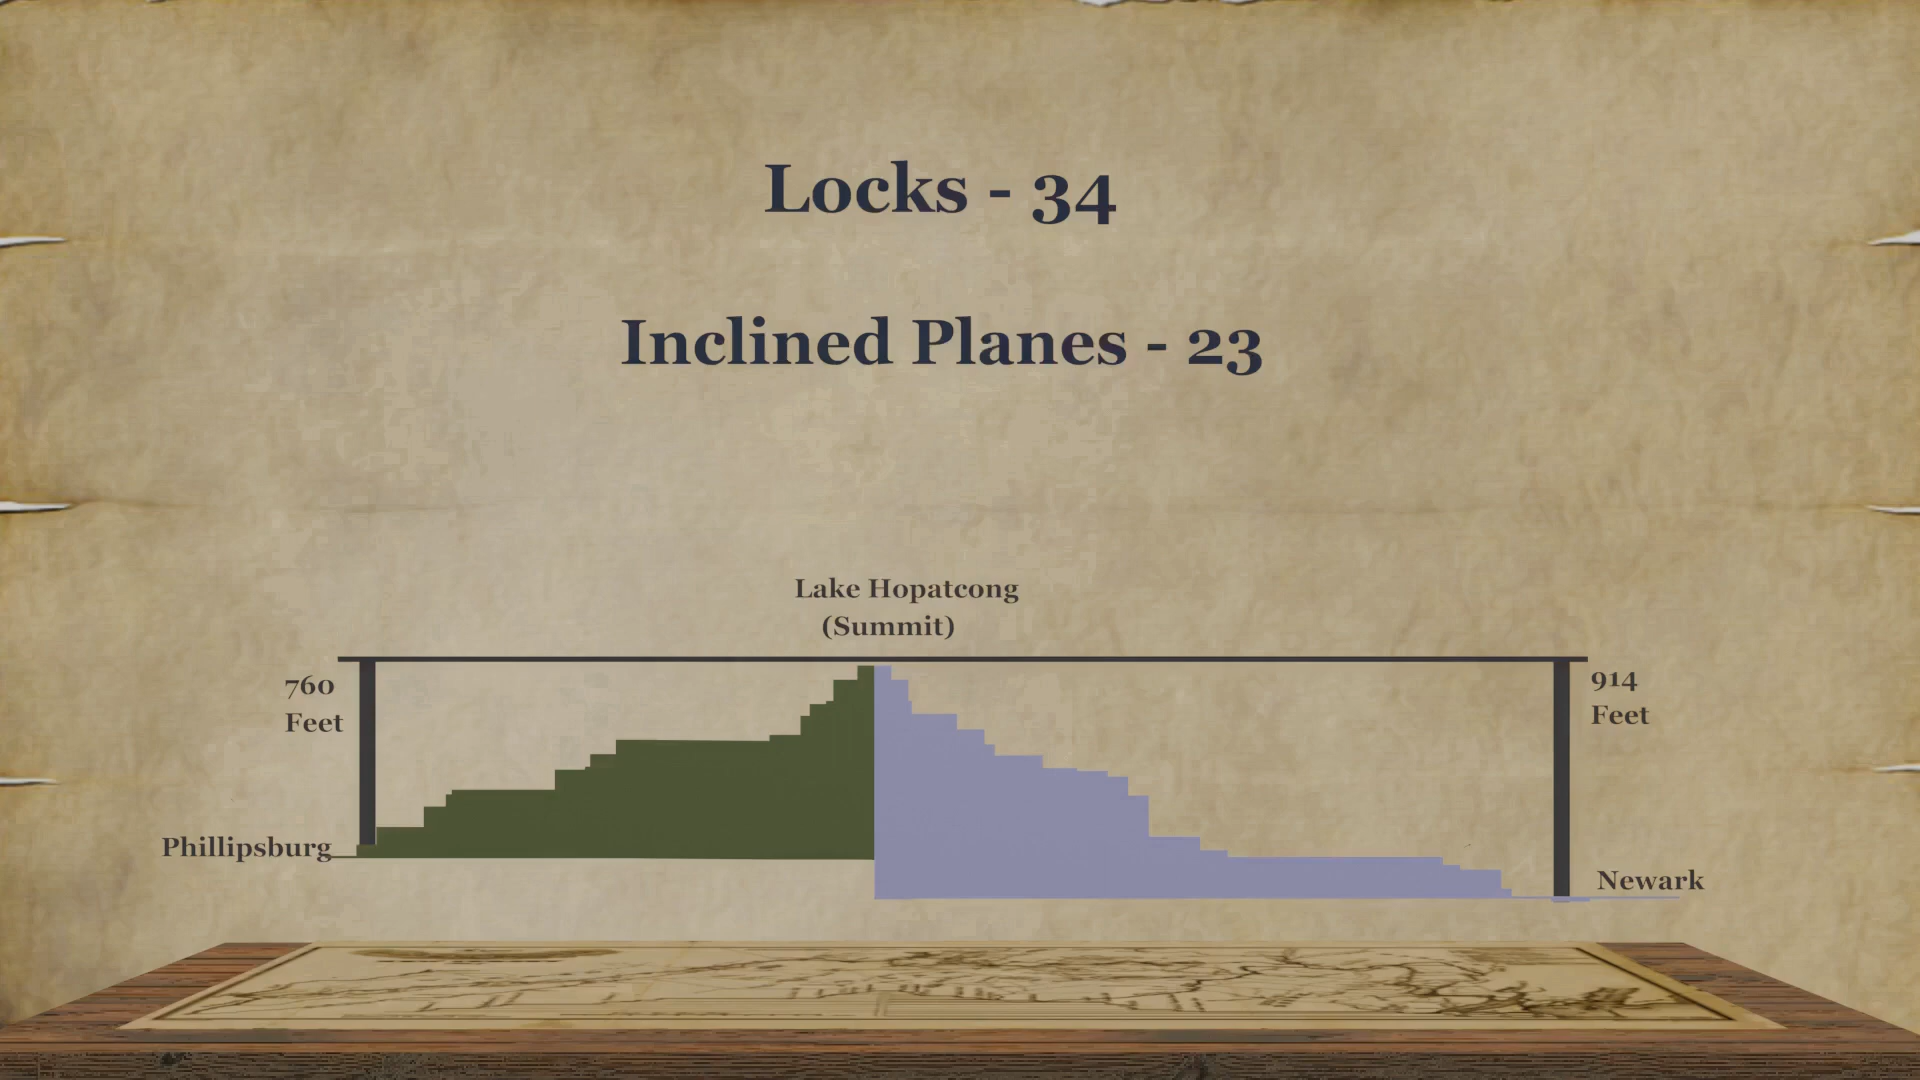 Locks - 34
Inclined Planes - 23
Lake Hopatcong
(Summit)
760
Feet
914
Feet
Phillipsburg
Newark